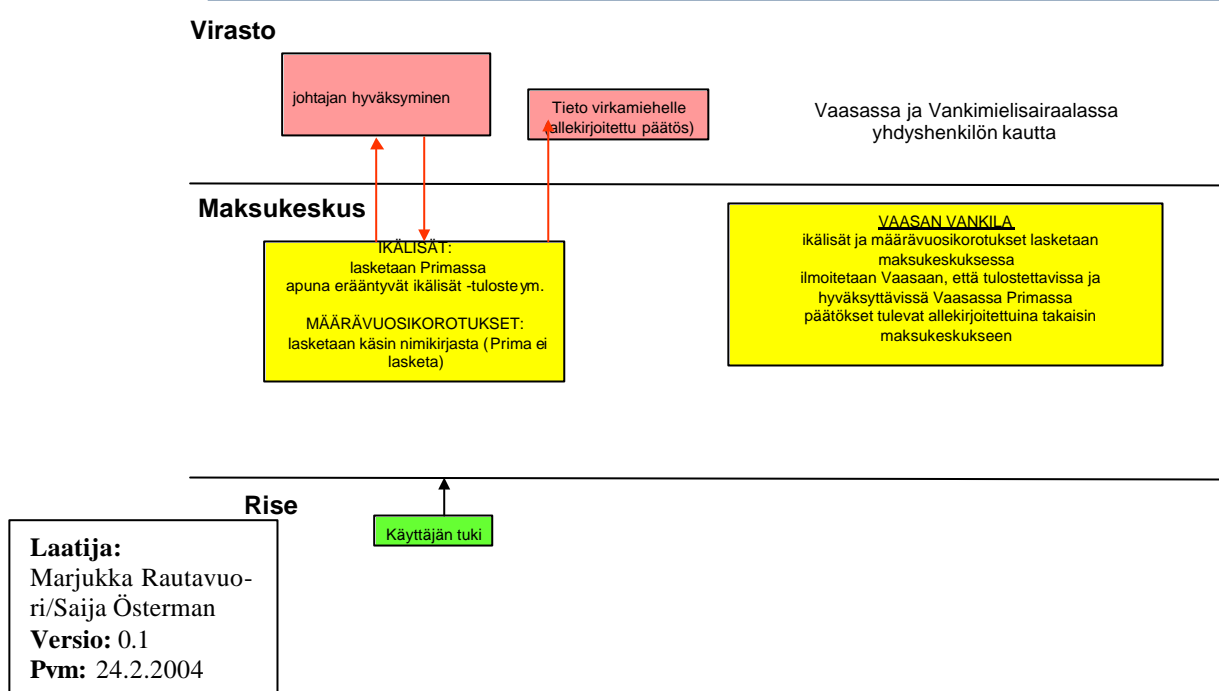 Virasto
johtajan hyväksyminen
Tieto virkamiehelle
(allekirjoitettu päätös)
Vaasassa ja Vankimielisairaalassa
yhdyshenkilön kautta
Maksukeskus
IKÄLISÄT:
lasketaan Primassa
apuna erääntyvät ikälisät -tuloste ym.
MÄÄRÄVUOSIKOROTUKSET:
lasketaan käsin nimikirjasta (Prima ei
lasketa)
VAASAN VANKILA
ikälisät ja määrävuosikorotukset lasketaan
maksukeskuksessa
ilmoitetaan Vaasaan, että tulostettavissa ja
hyväksyttävissä Vaasassa Primassa
päätökset tulevat allekirjoitettuina takaisin
maksukeskukseen
Rise
Käyttäjän tuki
Laatija:
Marjukka Rautavuo-
ri/Saija Österman
Versio: 0.1
Pvm: 24.2.2004